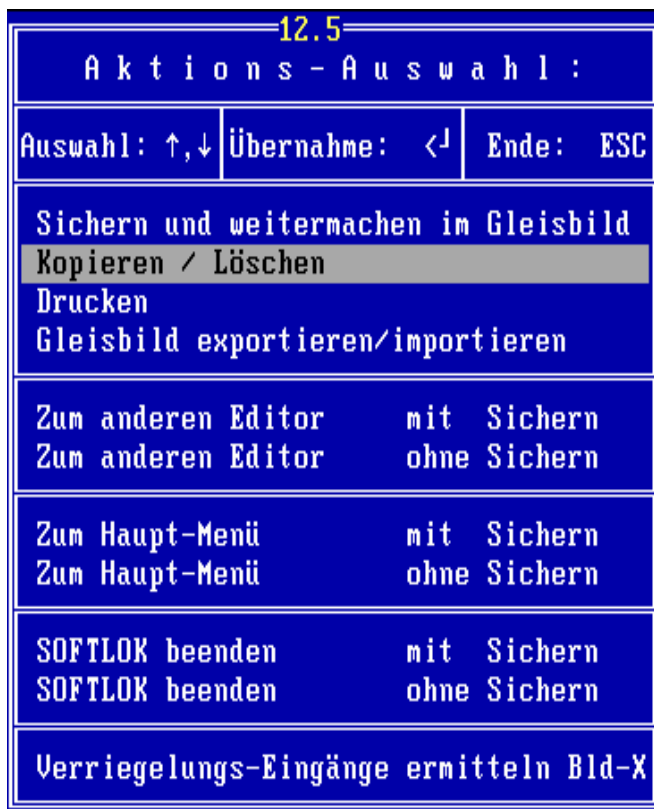 12.5
Aktions-Auswahl:
Auswahl: ↑,↓ Übernahme: <┘ Ende: ESC
Sichern und weitermachen im Gleisbild
Kopieren / Löschen
Drucken
Gleisbild exportieren/importieren
Zum anderen Editor mit Sichern
Zum anderen Editor ohne Sichern
Zum Haupt-Menü mit Sichern
Zum Haupt-Menü ohne Sichern
SOFTLOK beenden mit Sichern
SOFTLOK beenden ohne Sichern
Verriegelungs-Eingänge ermitteln Bld-X